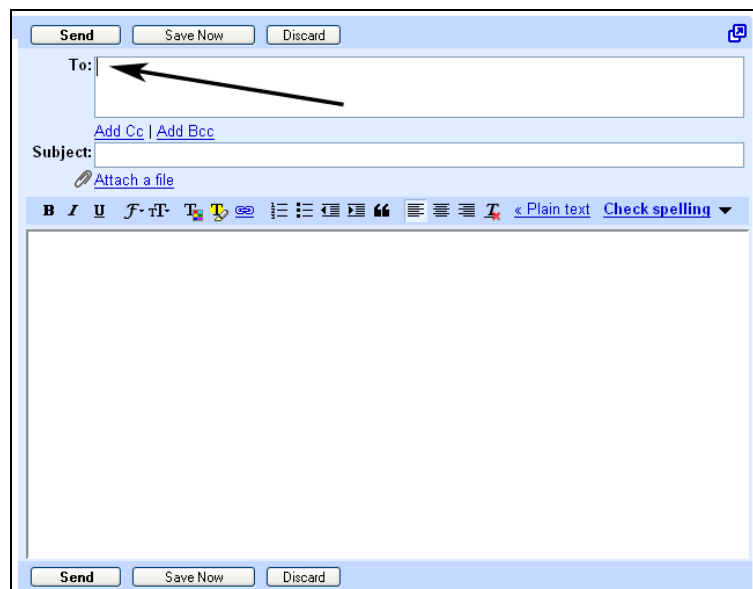 Send Save Now Discard
To:
Add Cc | Add Bcc
Subject:
Attach a file
B I U F TT T T « Plain text Check spelling
Send Save Now Discard